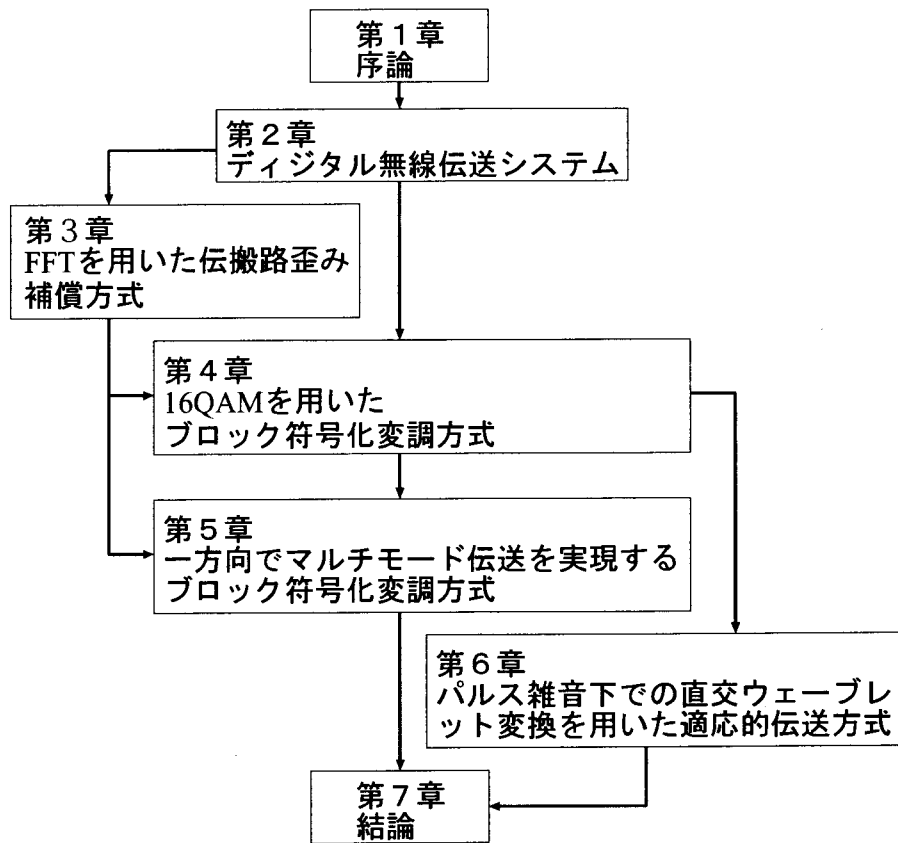 第１章
序論
第２章
ディジタル無線伝送システム
第３章
FFTを用いた伝搬路歪み
補償方式
第４章
16QAMを用いた
ブロック符号化変調方式
第５章
一方向でマルチモード伝送を実現する
ブロック符号化変調方式
第６章
パルス雑音下での直交ウェーブレ
ット変換を用いた適応的伝送方式
第７章
結論